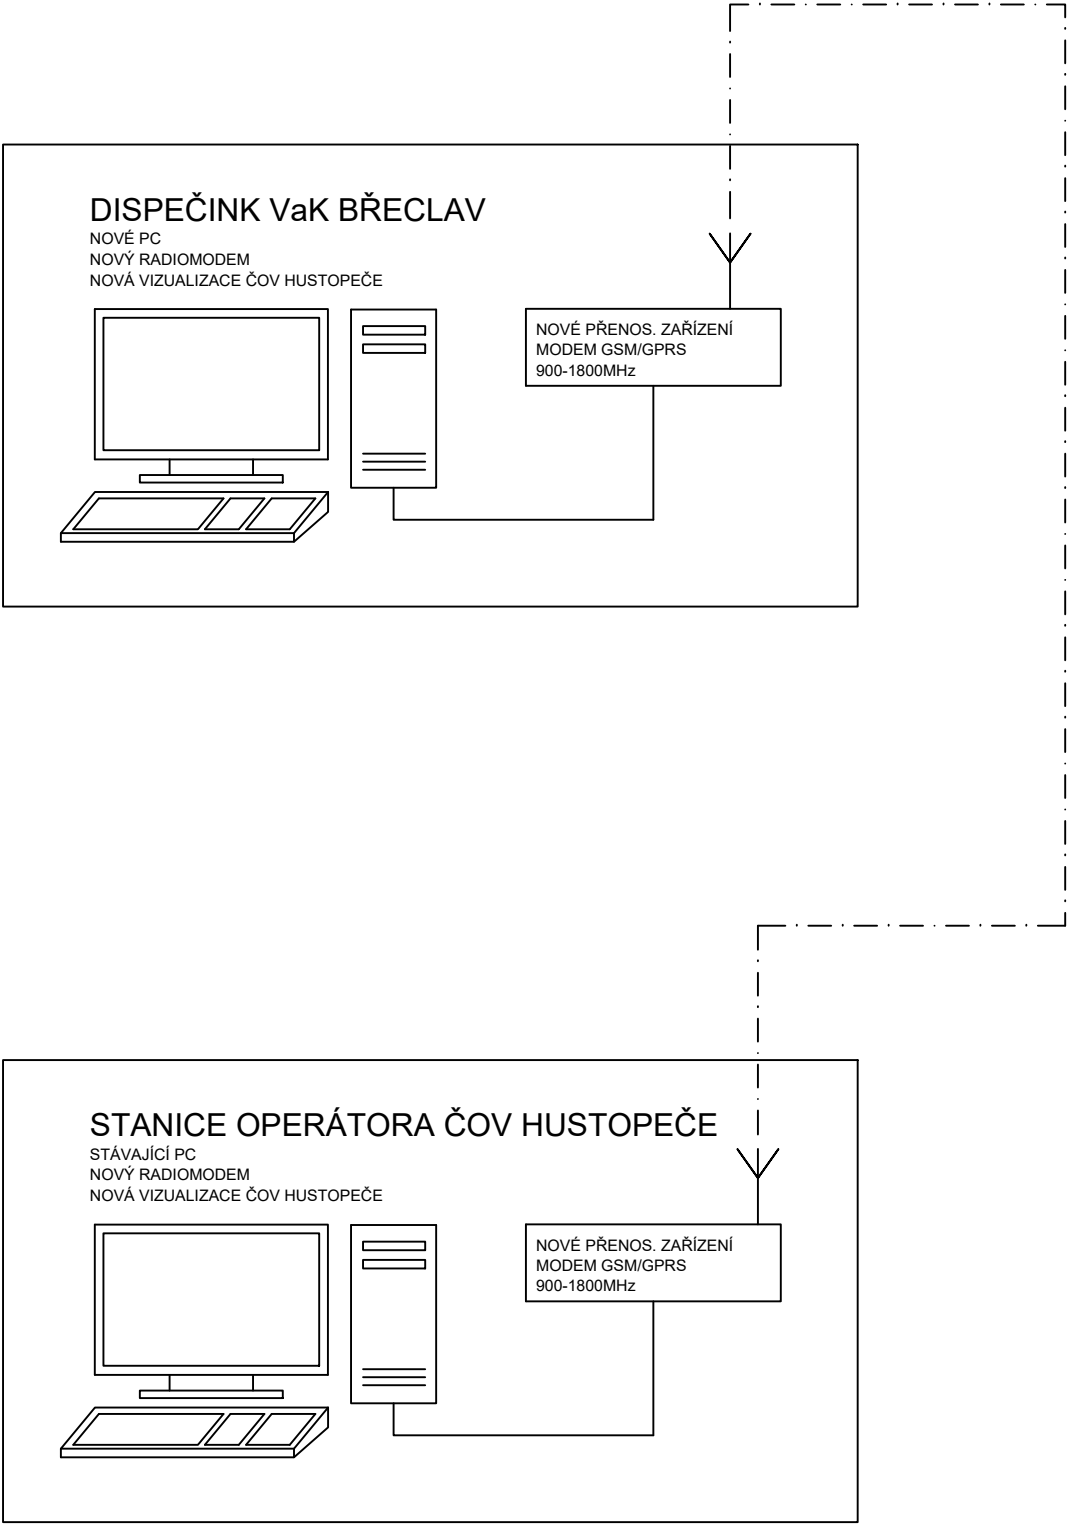 DISPEČINK VaK BŘECLAV
NOVÉ PC
NOVÝ RADIOMODEM
NOVÁ VIZUALIZACE ČOV HUSTOPEČE
NOVÉ PŘENOS. ZAŘÍZENÍ
MODEM GSM/GPRS
900-1800MHz
STANICE OPERÁTORA ČOV HUSTOPEČE
STÁVAJÍCÍ PC
NOVÝ RADIOMODEM
NOVÁ VIZUALIZACE ČOV HUSTOPEČE
NOVÉ PŘENOS. ZAŘÍZENÍ
MODEM GSM/GPRS
900-1800MHz